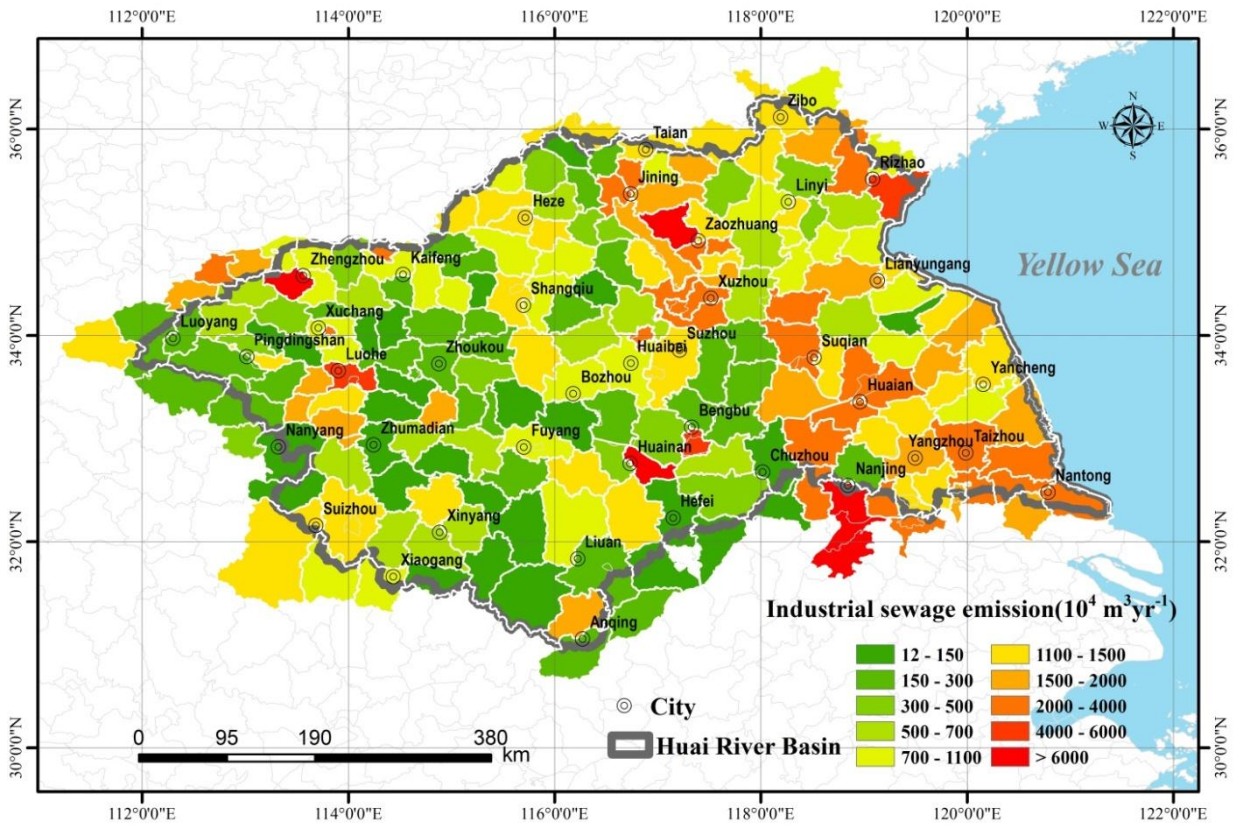 112°0'0"E 114°0'0"E 116°0'0"E 118°0'0"E 120°0'0"E 122°0'0"E
36°0'0"N 36°0'0"N
34°0'0"N 34°0'0"N
32°0'0"N 32°0'0"N
30°0'0"N 30°0'0"N
N
W E
S
Zibo
Taian
Rizhao
Jining
Linyi
Heze
Zaozhuang
Zhengzhou
Kaifeng
Lianyungang
Yellow Sea
Shangqiu
Xuzhou
Xuchang
Luoyang
Suzhou
Pingdingshan
Luohe
Zhoukou
Huaibei
Suqian
Bozhou
Huaian
Yancheng
Bengbu
Nanyang
Zhumadian
Fuyang
Huainan
Chuzhou
Yangzhou
Taizhou
Nanjing
Nantong
Suizhou
Xinyang
Hefei
Xiaogang
Liuan
Anqing
Industrial sewage emission(10⁴ m³yr⁻¹)
12 - 150 1100 - 1500
150 - 300 1500 - 2000
300 - 500 2000 - 4000
500 - 700 4000 - 6000
700 - 1100 > 6000
City
Huai River Basin
0 95 190 380
km
112°0'0"E 114°0'0"E 116°0'0"E 118°0'0"E 120°0'0"E 122°0'0"E